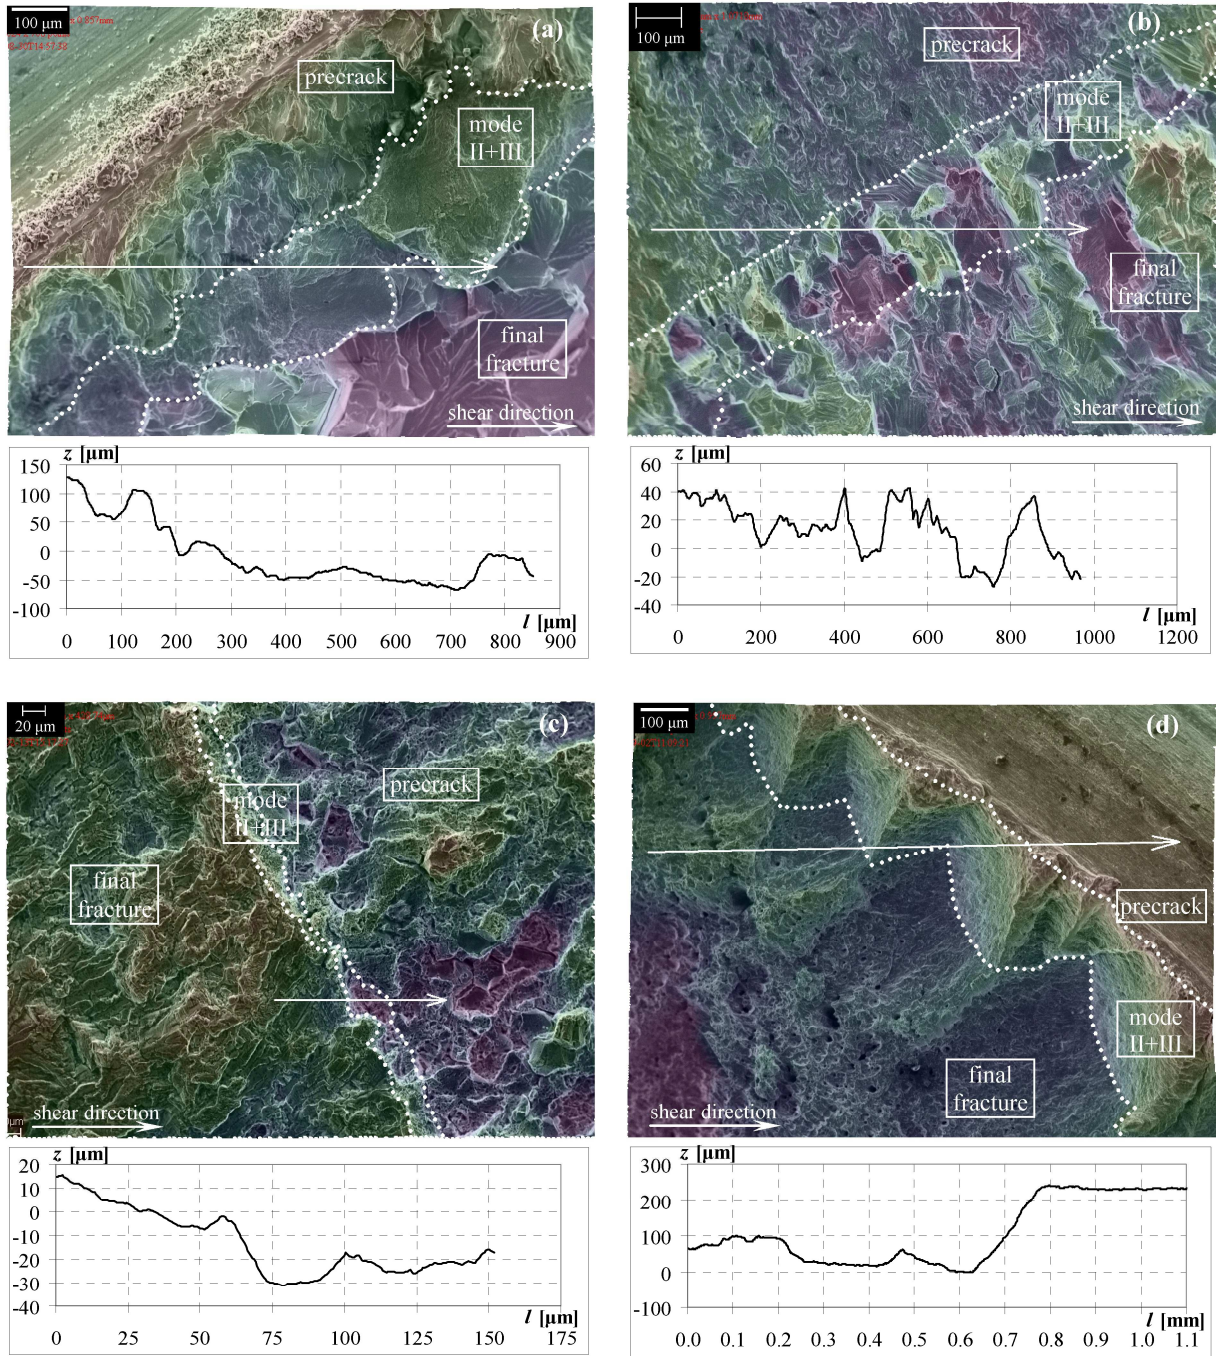 100 µm
(a)
precrack
mode
II+III
final
fracture
shear direction
100 µm
(b)
precrack
mode
II+III
final
fracture
shear direction
z [µm]
150
100
50
0
-50
-100
l [µm]
0 100 200 300 400 500 600 700 800 900
z [µm]
60
40
20
0
-20
-40
l [µm]
0 200 400 600 800 1000 1200
20 µm
(c)
precrack
mode
II+III
final
fracture
shear direction
100 µm
(d)
precrack
mode
II+III
final
fracture
shear direction
z [µm]
20
10
0
-10
-20
-30
-40
l [µm]
0 25 50 75 100 125 150 175
z [µm]
300
200
100
0
-100
l [mm]
0.0 0.1 0.2 0.3 0.4 0.5 0.6 0.7 0.8 0.9 1.0 1.1